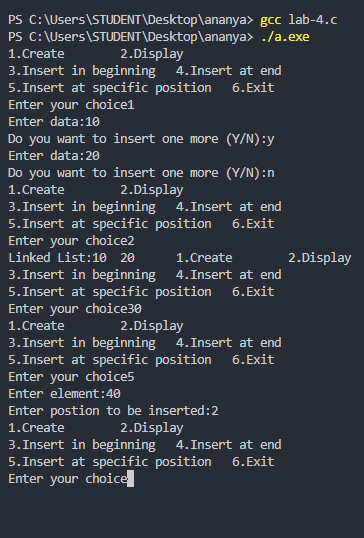 PS C:\Users\STUDENT\Desktop\ananya> gcc lab-4.c
PS C:\Users\STUDENT\Desktop\ananya> ./a.exe
1.Create        2.Display
3.Insert in beginning   4.Insert at end
5.Insert at specific position   6.Exit
Enter your choice1
Enter data:10
Do you want to insert one more (Y/N):y
Enter data:20
Do you want to insert one more (Y/N):n
1.Create        2.Display
3.Insert in beginning   4.Insert at end
5.Insert at specific position   6.Exit
Enter your choice2
Linked List:10  20      1.Create        2.Display
3.Insert in beginning   4.Insert at end
5.Insert at specific position   6.Exit
Enter your choice30
1.Create        2.Display
3.Insert in beginning   4.Insert at end
5.Insert at specific position   6.Exit
Enter your choice5
Enter element:40
Enter postion to be inserted:2
1.Create        2.Display
3.Insert in beginning   4.Insert at end
5.Insert at specific position   6.Exit
Enter your choice